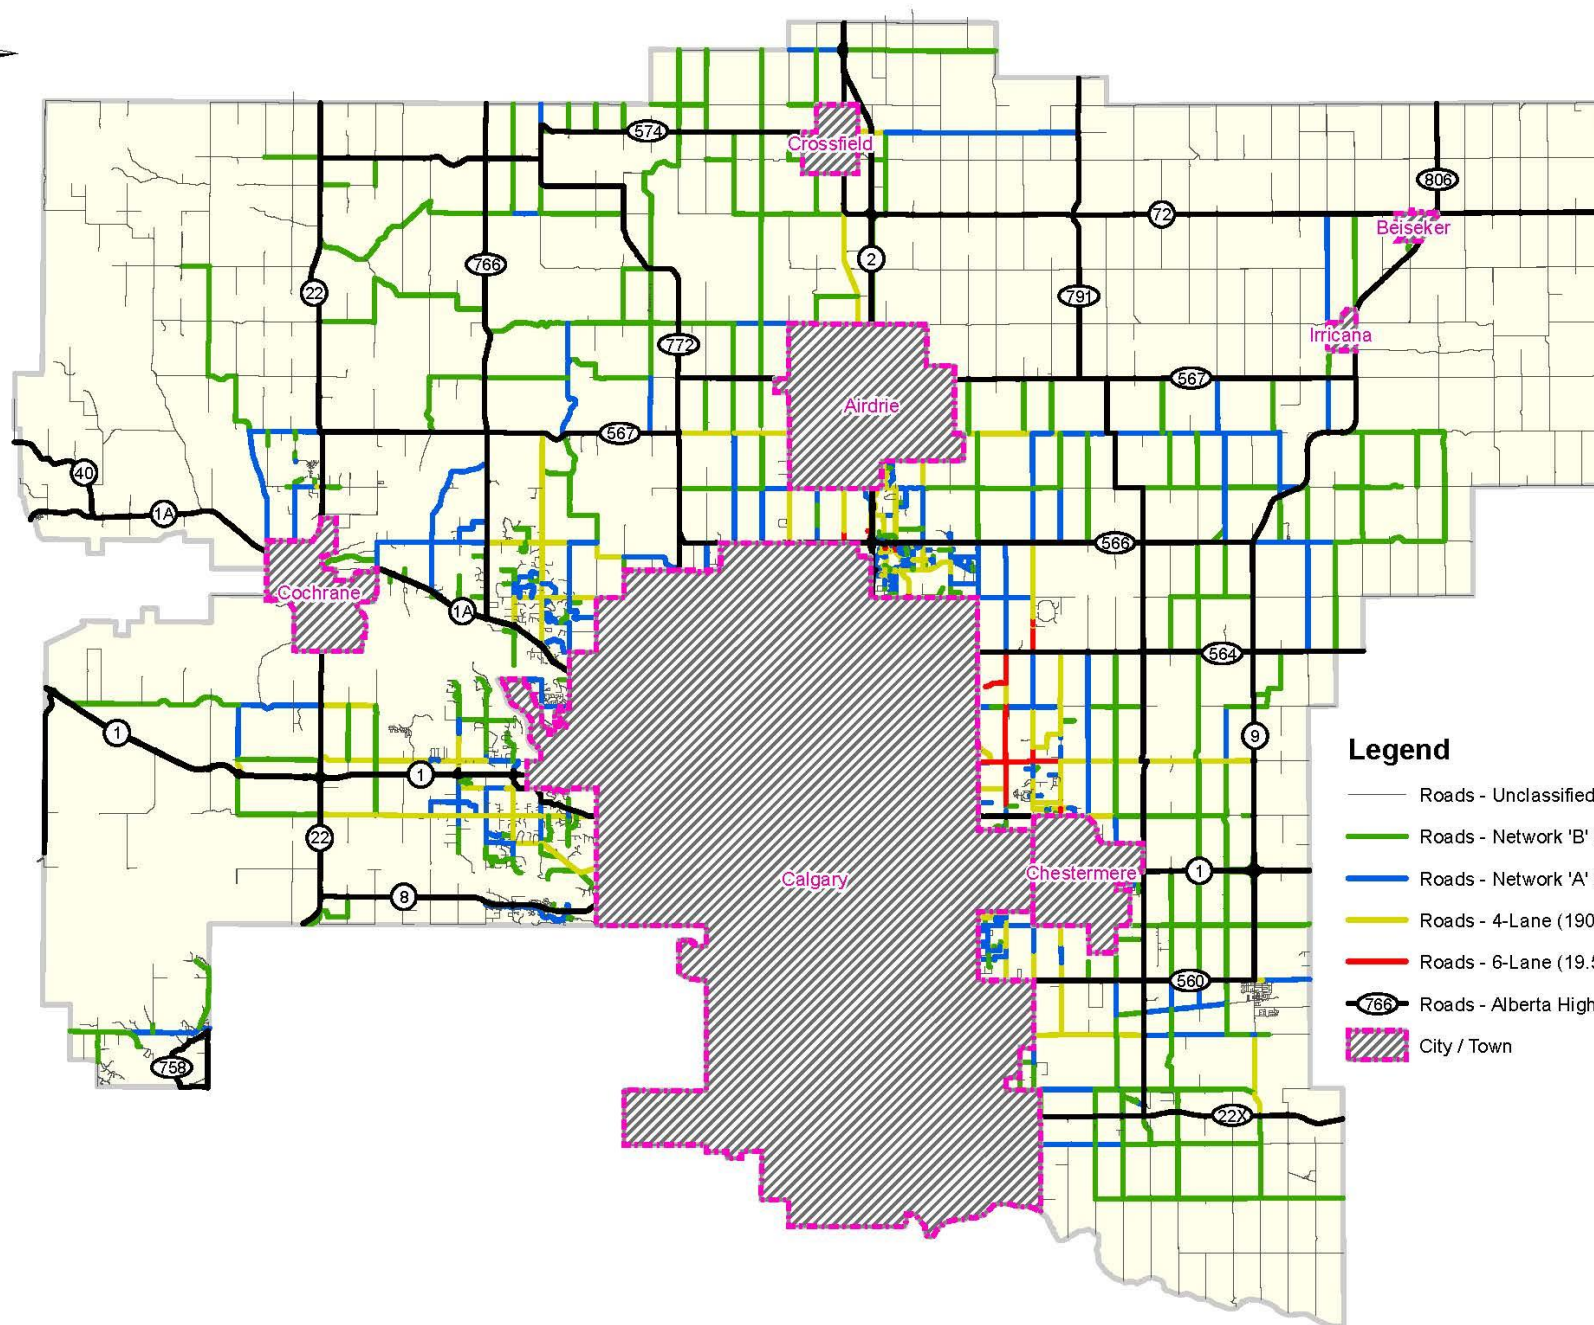 574
Crossfield
806
72
Beiseker
2
766
22
791
Irricana
772
567
Airdrie
567
40
1A
566
Cochrane
1A
564
1
9
1
22
Calgary
Chestermere
1
8
560
758
22X
Legend
Roads - Unclassified
Roads - Network 'B'
Roads - Network 'A'
Roads - 4-Lane (190
Roads - 6-Lane (19.5
766 Roads - Alberta High
City / Town